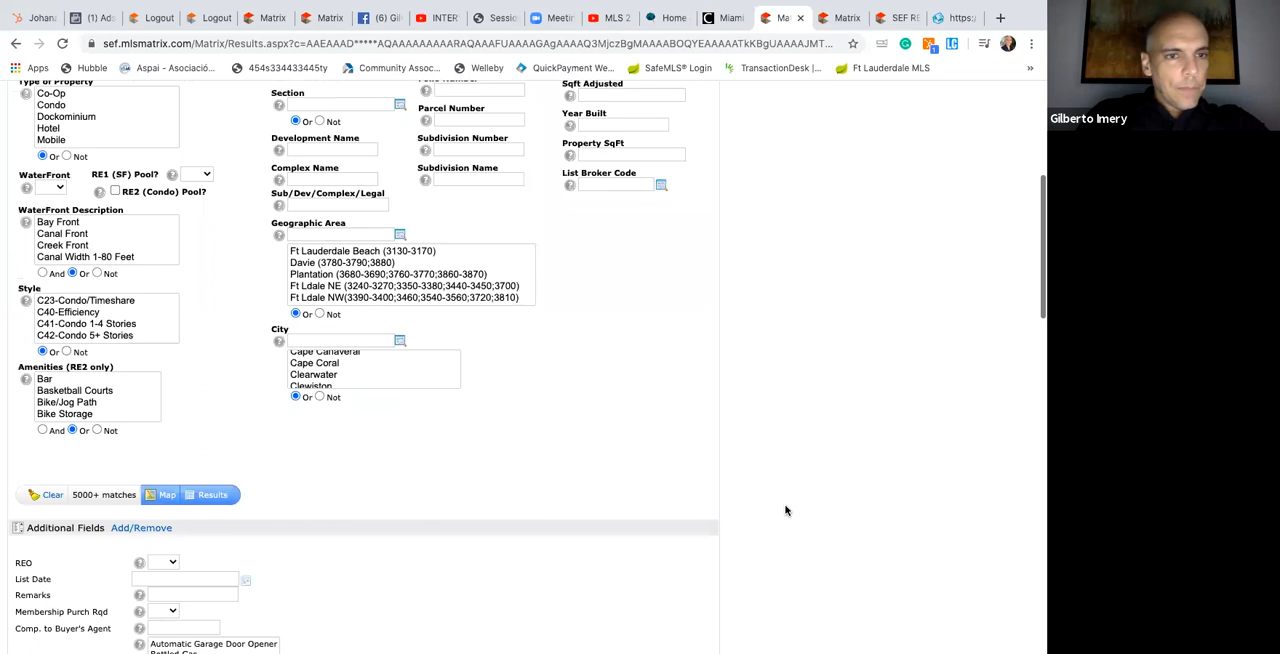 Johana
(1) Ads
Logout
Logout
Matrix
Matrix
(6) Gil
INTER
Sessio
Meetin
MLS 2
Home
Miami
Mat
Matrix
SEF RE
https:/
sef.mlsmatrix.com/Matrix/Results.aspx?c=AAEAAAD*****AQAAAAAAAAARAQAAAFUAAAAGAgAAAAQ3MjczBgMAAAABOQYEAAAAATkKBgUAAAAJMT...
Apps
Hubble
Aspai - Asociació...
454s334433445ty
Community Assoc...
Wileby
QuickPayment We...
SafeMLS® Login
TransactionDesk |...
Ft Lauderdale MLS
»
Type of Property
Co-Op
Condo
Dockominium
Hotel
Mobile
Or Not
WaterFront
RE1 (SF) Pool?
RE2 (Condo) Pool?
WaterFront Description
Bay Front
Canal Front
Creek Front
Canal Width 1-80 Feet
And Or Not
Style
C23-Condo/Timeshare
C40-Efficiency
C41-Condo 1-4 Stories
C42-Condo 5+ Stories
Or Not
Amenities (RE2 only)
Bar
Basketball Courts
Bike/Jog Path
Bike Storage
And Or Not
Section
Or Not
Development Name
Complex Name
Sub/Dev/Complex/Legal
Geographic Area
Ft Lauderdale Beach (3130-3170)
Davie (3780-3790;3880)
Plantation (3680-3690;3760-3770;3860-3870)
Ft Ldale NE (3240-3270;3350-3380;3440-3450;3700)
Ft Ldale NW(3390-3400;3460;3540-3560;3720;3810)
Or Not
City
Cape Canaveral
Cape Coral
Clearwater
Clewiston
Or Not
Parcel Number
Subdivision Number
Subdivision Name
Sqft Adjusted
Year Built
Property SqFt
List Broker Code
Clear
5000+ matches
Map
Results
Additional Fields Add/Remove
REO
List Date
Remarks
Membership Purch Rqd
Comp. to Buyer's Agent
Automatic Garage Door Opener
Gilberto Imery